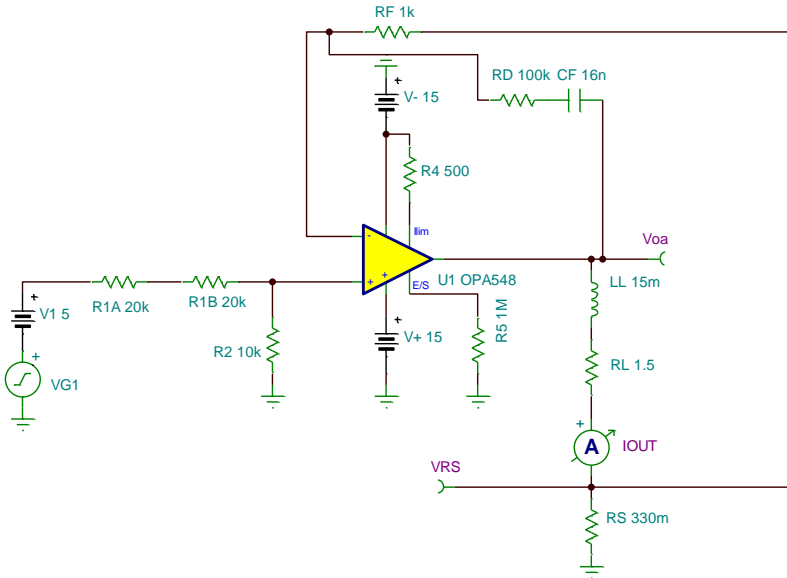 RF 1k
RD 100k CF 16n
+
V- 15
R4 500
Ilim
-
Voa
U1 OPA548
+
+
E/S
LL 15m
R1A 20k
R1B 20k
+
V1 5
+
V+ 15
R5 1M
R2 10k
RL 1.5
+
VG1
+
A
IOUT
VRS
RS 330m